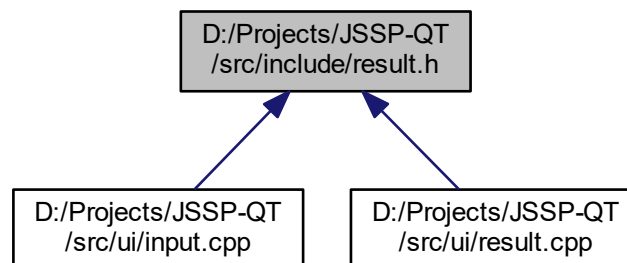 D:/Projects/JSSP-QT
/src/include/result.h
D:/Projects/JSSP-QT
/src/ui/input.cpp
D:/Projects/JSSP-QT
/src/ui/result.cpp